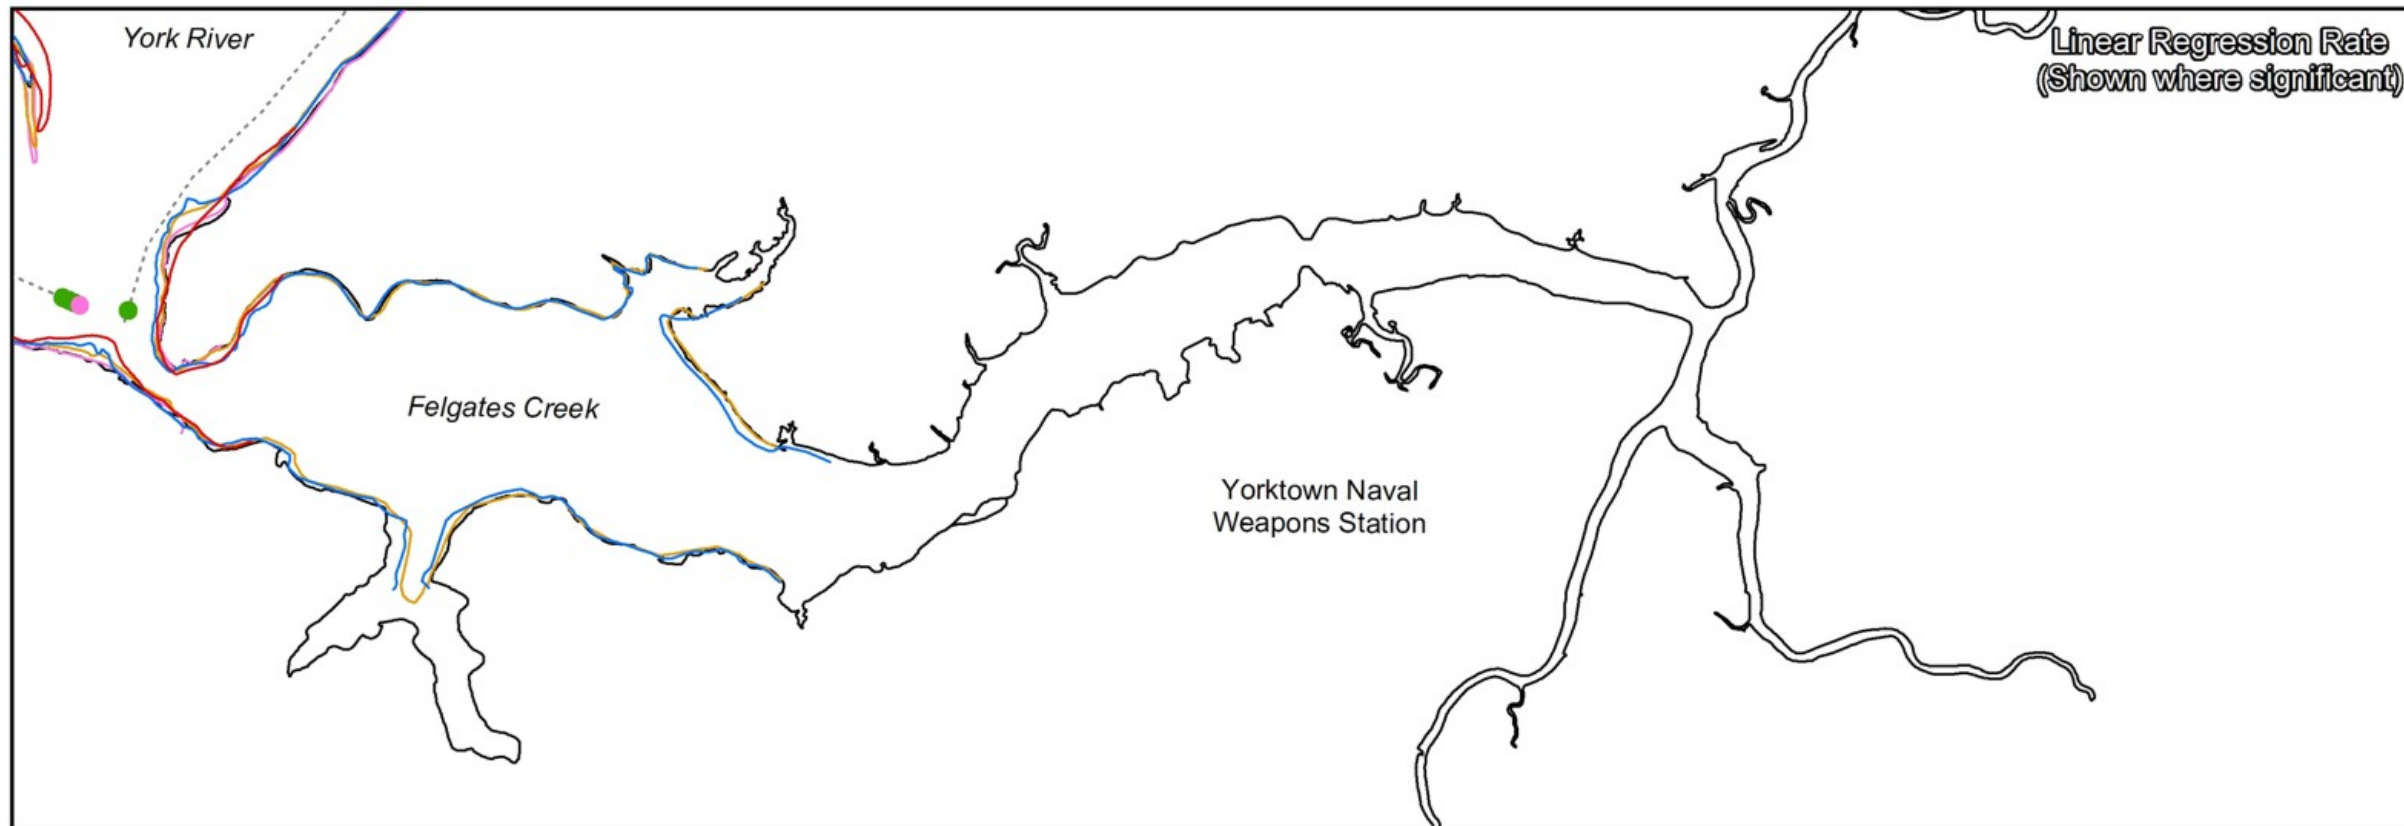 York River
Linear Regression Rate
(Shown where significant)
Felgates Creek
Yorktown Naval
Weapons Station